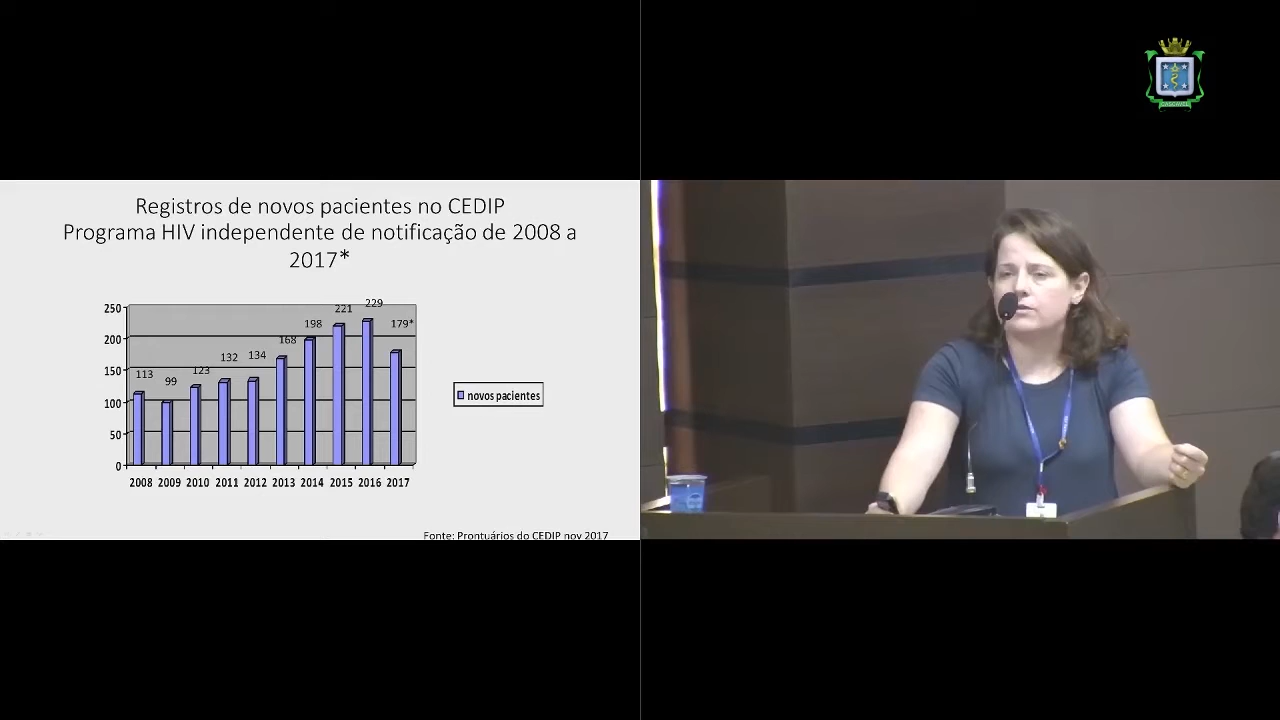 CASCAVEL
Registros de novos pacientes no CEDIP
Programa HIV independente de notificação de 2008 a
2017*
250
200
150
100
50
0
113
99
123
132
134
168
198
221
229
179*
2008 2009 2010 2011 2012 2013 2014 2015 2016 2017
novos pacientes
Fonte: Prontuários do CEDIP nov 2017